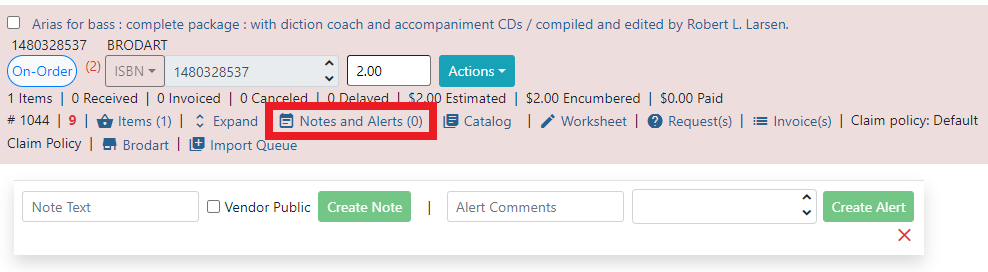 Arias for bass : complete package : with diction coach and accompaniment CDs / compiled and edited by Robert L. Larsen.
1480328537 BRODART
On-Order (2) ISBN 1480328537 2.00 Actions
1 Items | 0 Received | 0 Invoiced | 0 Canceled | 0 Delayed | $2.00 Estimated | $2.00 Encumbered | $0.00 Paid
# 1044 | 9 | Items (1) | Expand Notes and Alerts (0) Catalog | Worksheet | Request(s) | Invoice(s) | Claim policy: Default
Claim Policy | Brodart | Import Queue
Note Text Vendor Public Create Note | Alert Comments Create Alert